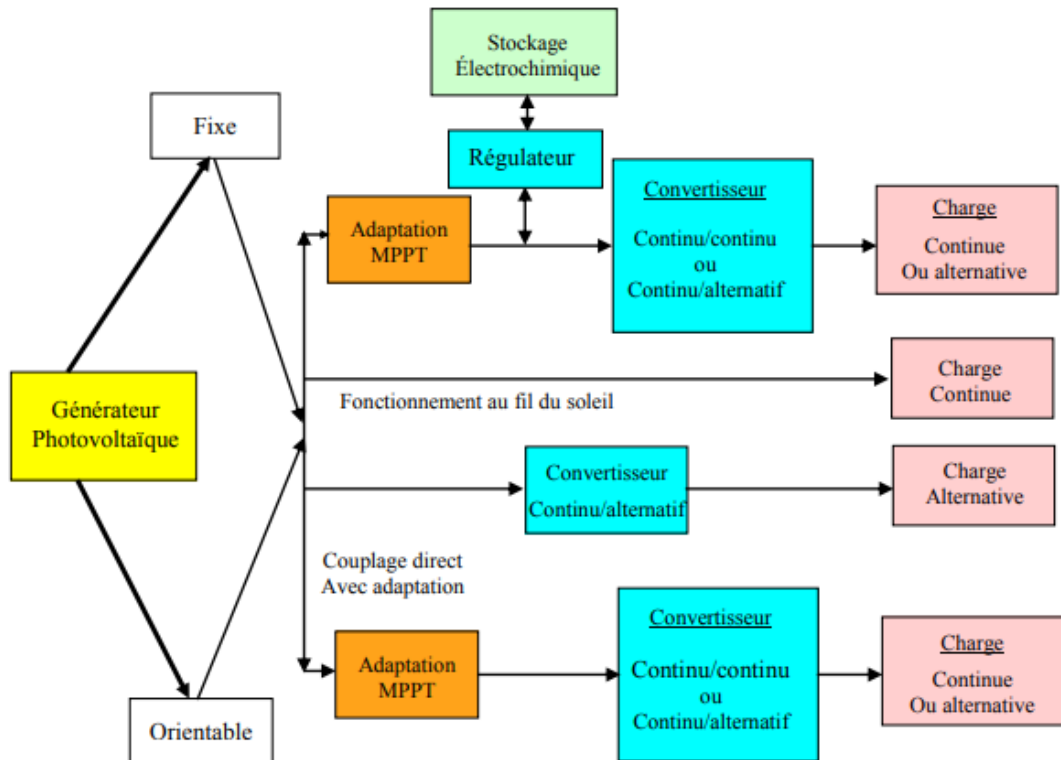 Stockage
Électrochimique
Fixe
Régulateur
Convertisseur
Continu/continu
ou
Continu/alternatif
Charge
Continue
Ou alternative
Adaptation
MPPT
Générateur
Photovoltaïque
Fonctionnement au fil du soleil
Charge
Continue
Convertisseur
Continu/alternatif
Charge
Alternative
Couplage direct
Avec adaptation
Adaptation
MPPT
Convertisseur
Continu/continu
ou
Continu/alternatif
Charge
Continue
Ou alternative
Orientable